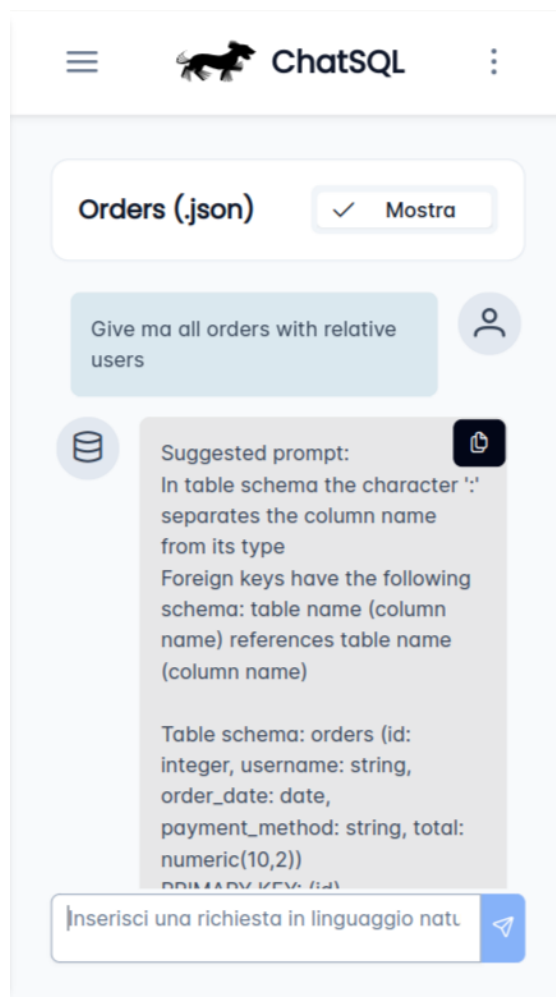 ChatSQL
Orders (.json)
Mostra
Give ma all orders with relative
users
Suggested prompt:
In table schema the character ':'
separates the column name
from its type
Foreign keys have the following
schema: table name (column
name) references table name
(column name)
Table schema: orders (id:
integer, username: string,
order_date: date,
payment_method: string, total:
numeric(10,2))
PRIMARY KEY: (id)
Inserisci una richiesta in linguaggio natu